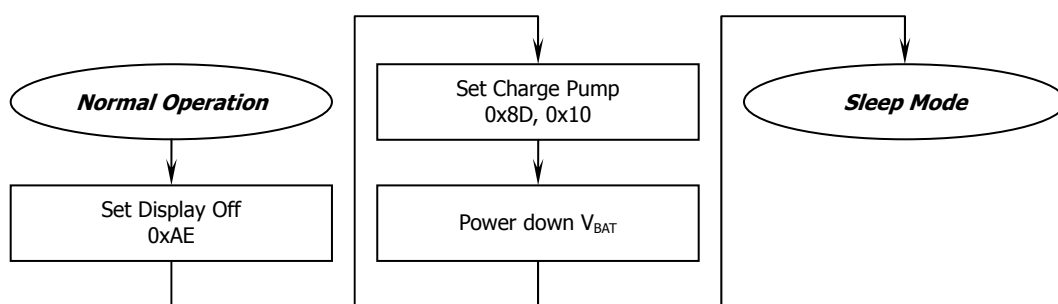 Normal Operation
Set Display Off
0xAE
Set Charge Pump
0x8D, 0x10
Power down VBAT
Sleep Mode